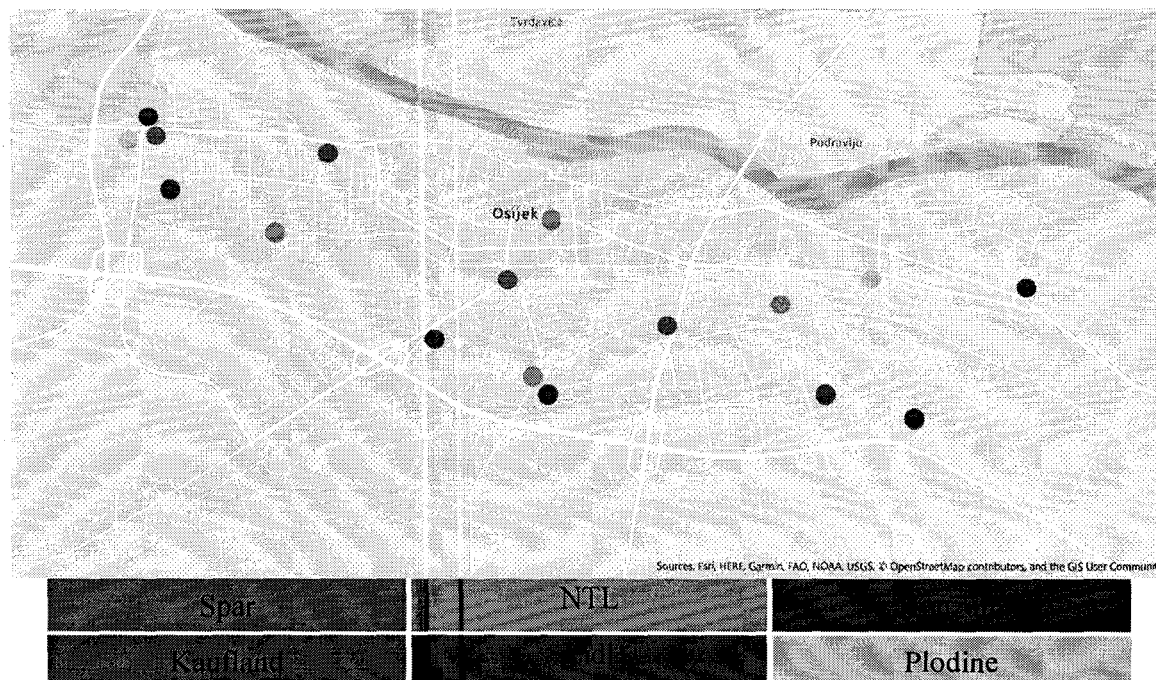 Tvrđavica
Podravlje
Osijek
Sources: Esri, HERE, Garmin, FAO, NOAA, USGS, © OpenStreetMap contributors, and the GIS User Commun
Spar
NTL
Kaufland
Plodine